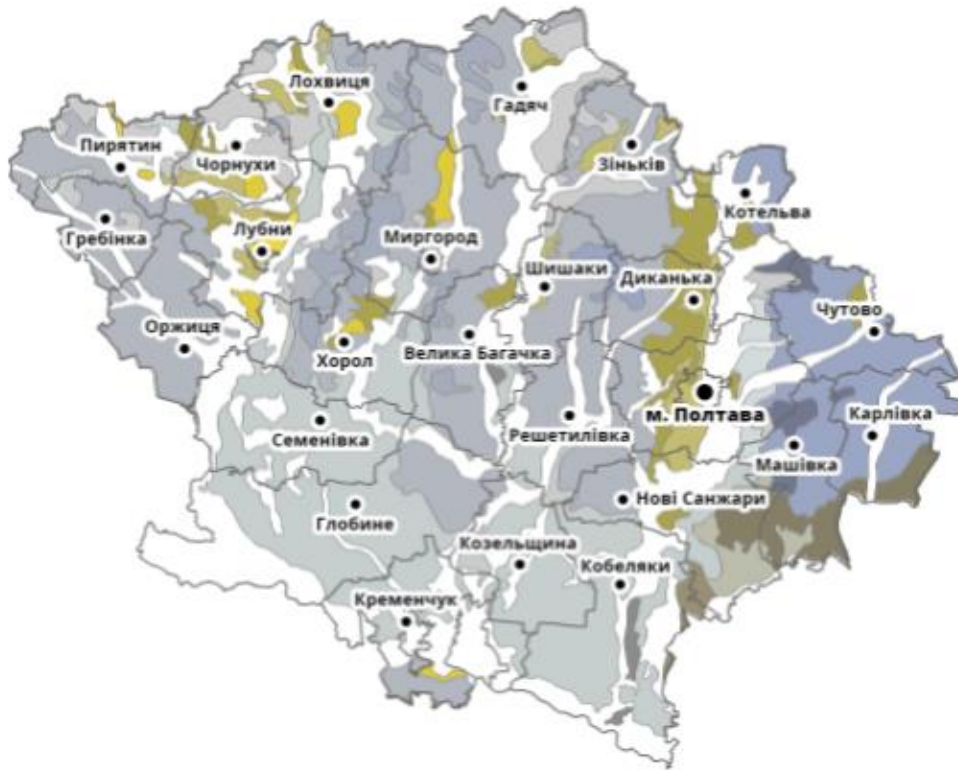 Лохвиця
Гадяч
Пирятин
Чорнухи
Зіньків
Котельва
Гребінка
Лубни
Миргород
Шишаки
Диканька
Чутово
Оржиця
Хорол
Велика Багачка
м. Полтава
Карлівка
Семенівка
Решетилівка
Машівка
Нові Санжари
Глобине
Козельщина
Кобеляки
Кременчук